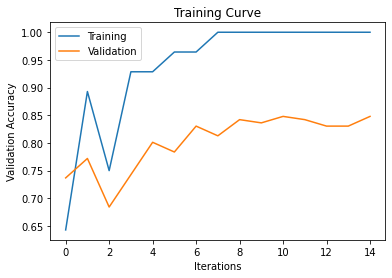 Training Curve
Training
Validation
Validation Accuracy
1.00
0.95
0.90
0.85
0.80
0.75
0.70
0.65
0 2 4 6 8 10 12 14
Iterations